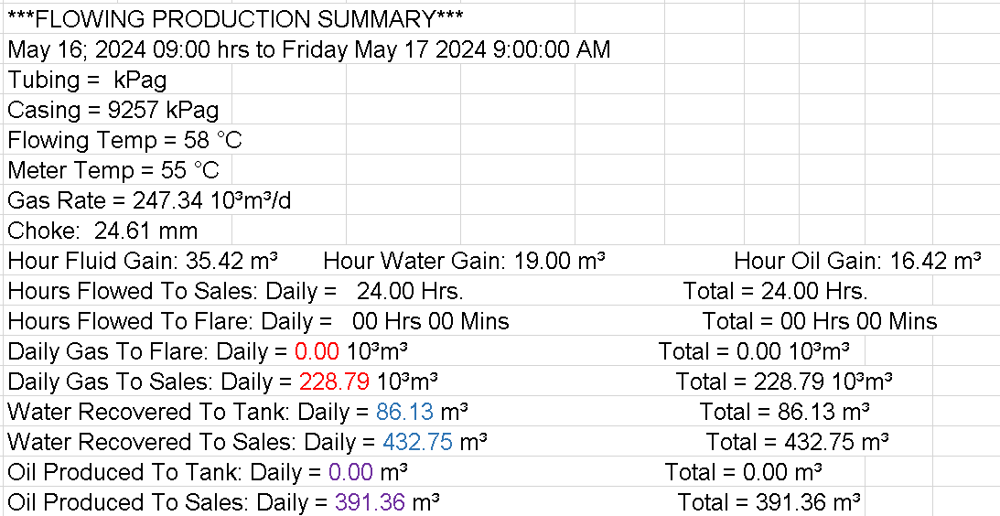 ***FLOWING PRODUCTION SUMMARY***
May 16; 2024 09:00 hrs to Friday May 17 2024 9:00:00 AM
Tubing =  kPag
Casing = 9257 kPag
Flowing Temp = 58 °C
Meter Temp = 55 °C
Gas Rate = 247.34 10³m³/d
Choke:  24.61 mm
Hour Fluid Gain: 35.42 m³ Hour Water Gain: 19.00 m³ Hour Oil Gain: 16.42 m³
Hours Flowed To Sales: Daily =   24.00 Hrs. Total = 24.00 Hrs.
Hours Flowed To Flare: Daily =   00 Hrs 00 Mins Total = 00 Hrs 00 Mins
Daily Gas To Flare: Daily = 0.00 10³m³ Total = 0.00 10³m³
Daily Gas To Sales: Daily = 228.79 10³m³ Total = 228.79 10³m³
Water Recovered To Tank: Daily = 86.13 m³ Total = 86.13 m³
Water Recovered To Sales: Daily = 432.75 m³ Total = 432.75 m³
Oil Produced To Tank: Daily = 0.00 m³ Total = 0.00 m³
Oil Produced To Sales: Daily = 391.36 m³ Total = 391.36 m³